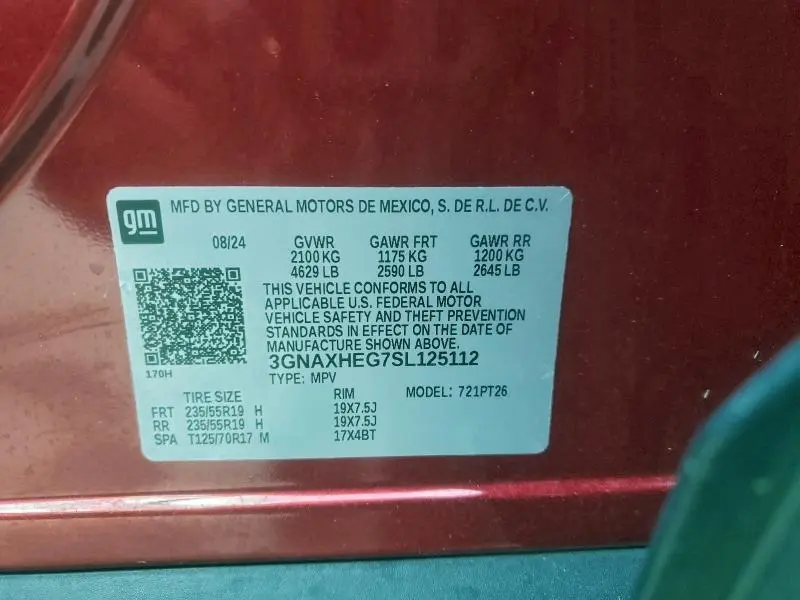 gm
MFD BY GENERAL MOTORS DE MEXICO, S. DE R.L. DE C.V.
08/24 GVWR GAWR FRT GAWR RR
2100 KG 1175 KG 1200 KG
4629 LB 2590 LB 2645 LB
THIS VEHICLE CONFORMS TO ALL
APPLICABLE U.S. FEDERAL MOTOR
VEHICLE SAFETY AND THEFT PREVENTION
STANDARDS IN EFFECT ON THE DATE OF
MANUFACTURE SHOWN ABOVE.
3GNAXHEG7SL125112
170H
TYPE: MPV
TIRE SIZE RIM MODEL: 721PT26
FRT 235/55R19 H 19X7.5J
RR 235/55R19 H 19X7.5J
SPA T125/70R17 M 17X4BT